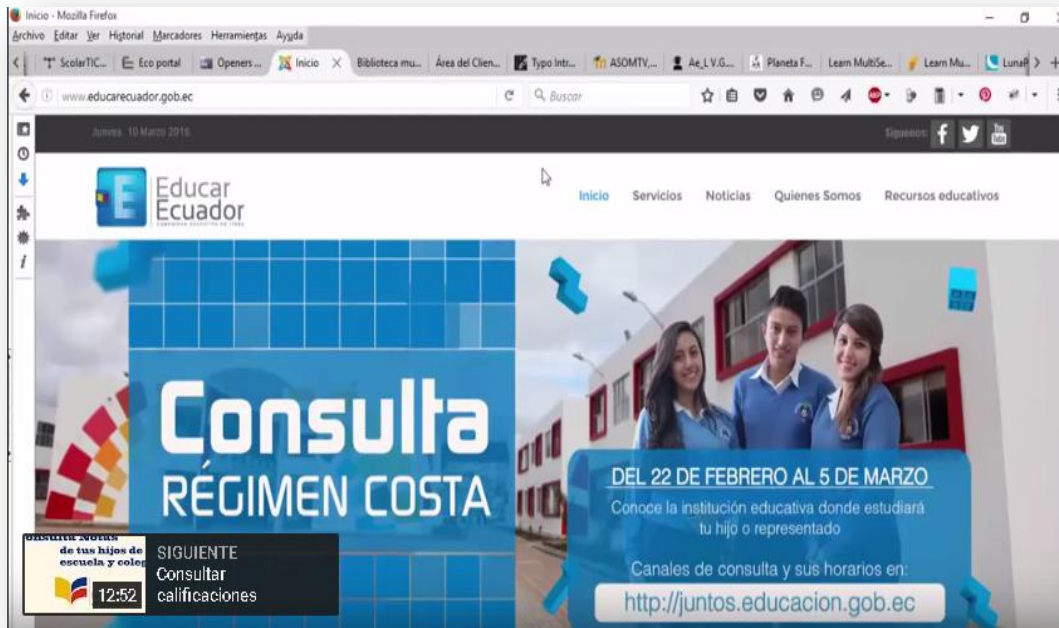 Inicio - Mozilla Firefox
Archivo Editar Ver Historial Marcadores Herramientas Ayuda
ScolarTIC... Eco portal Openers ... Inicio Biblioteca mu... Área del Clien... Typo Intr... ASOMTV,... Ae_L V.G.... Planeta F... Learn MultiSe... Learn Mu... LunaP
www.educarecuador.gob.ec Buscar
Jueves, 10 Marzo 2016 Síguenos:
Educar
Ecuador
Inicio Servicios Noticias Quienes Somos Recursos educativos
Consulta
RÉGIMEN COSTA
DEL 22 DE FEBRERO AL 5 DE MARZO
Conoce la institución educativa donde estudiará
tu hijo o representado
Canales de consulta y sus horarios en:
http://juntos.educacion.gob.ec
Consulta Notas
de tus hijos de
escuela y coleg
12:52
SIGUIENTE
Consultar
calificaciones